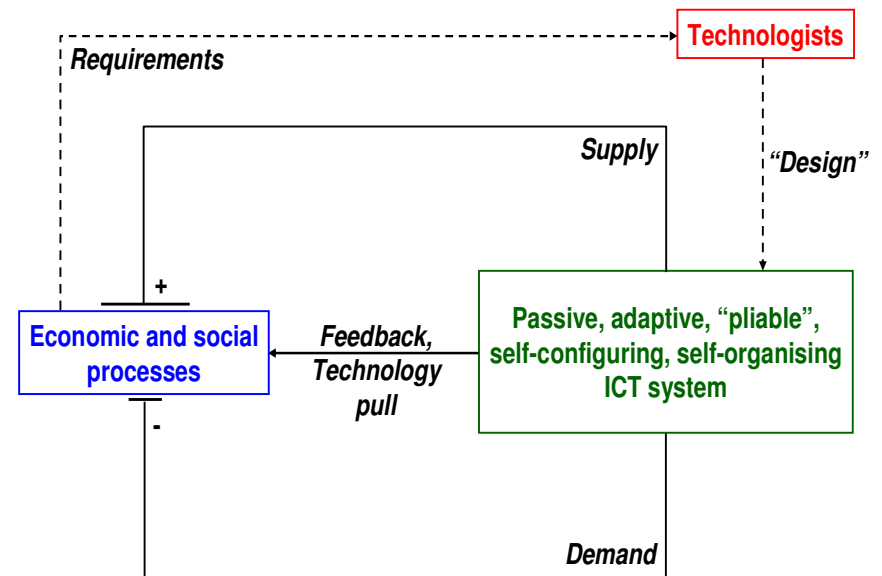 Technologists
Requirements
Supply
“Design”
+
Economic and social
processes
Feedback,
Technology
pull
Passive, adaptive, “pliable”,
self-configuring, self-organising
ICT system
-
Demand